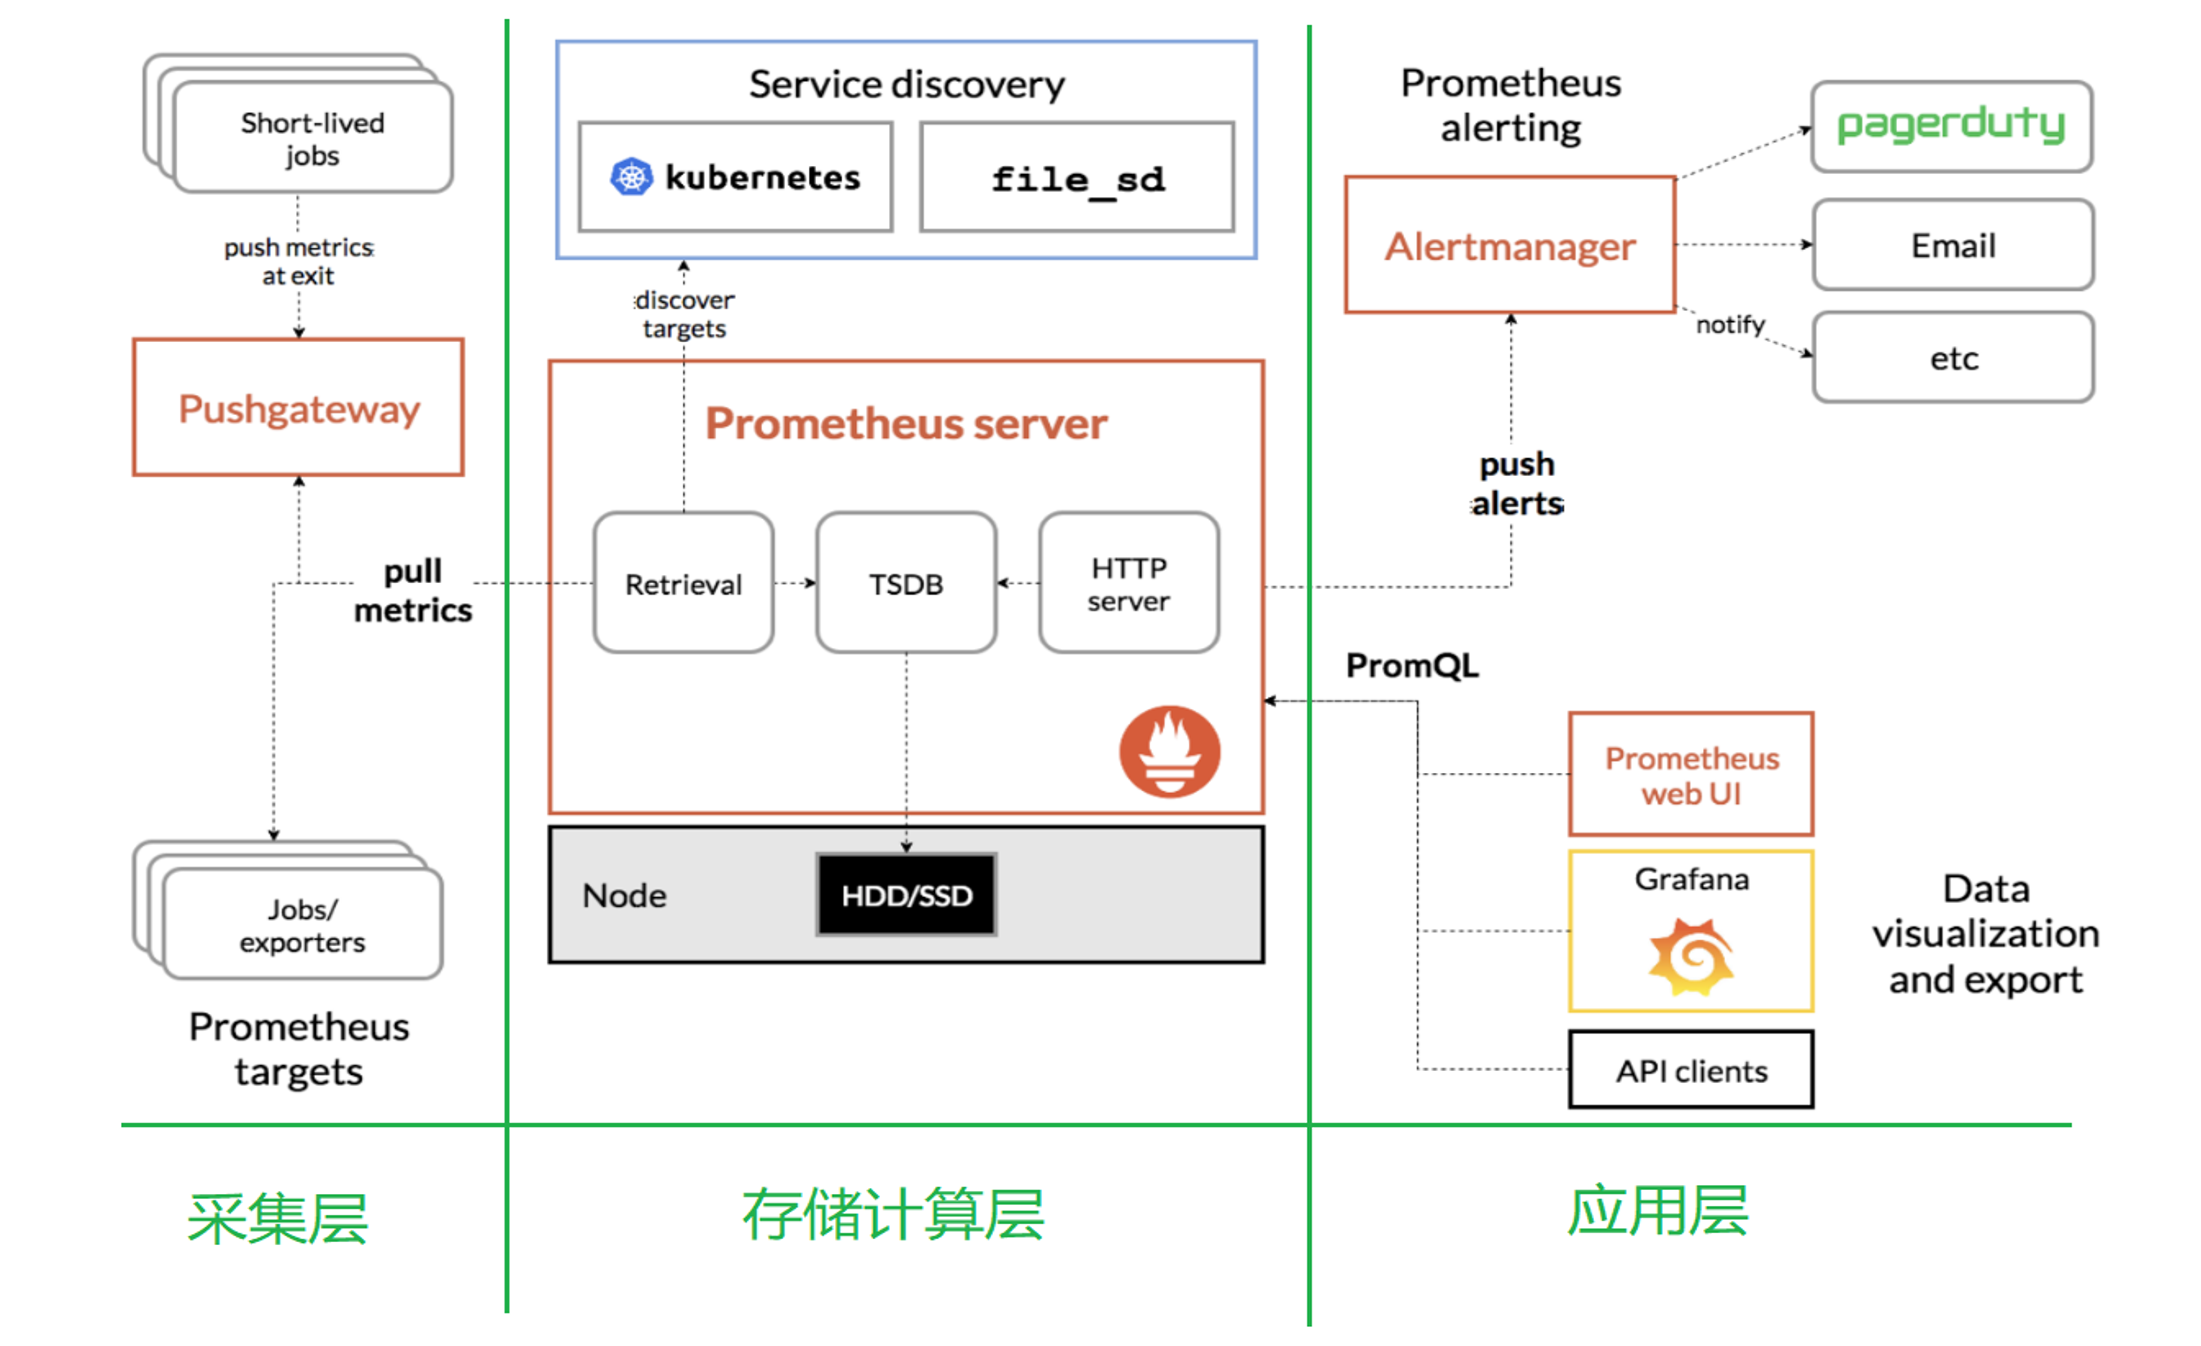 Short-lived
jobs
push metrics
at exit
Pushgateway
pull
metrics
Jobs/
exporters
Prometheus
targets
Service discovery
kubernetes
file_sd
discover
targets
Prometheus server
Retrieval
TSDB
HTTP
server
Node
HDD/SSD
Prometheus
alerting
Alertmanager
pagerduty
Email
notify
etc
push
alerts
PromQL
Prometheus
web UI
Grafana
API clients
Data
visualization
and export
采集层
存储计算层
应用层